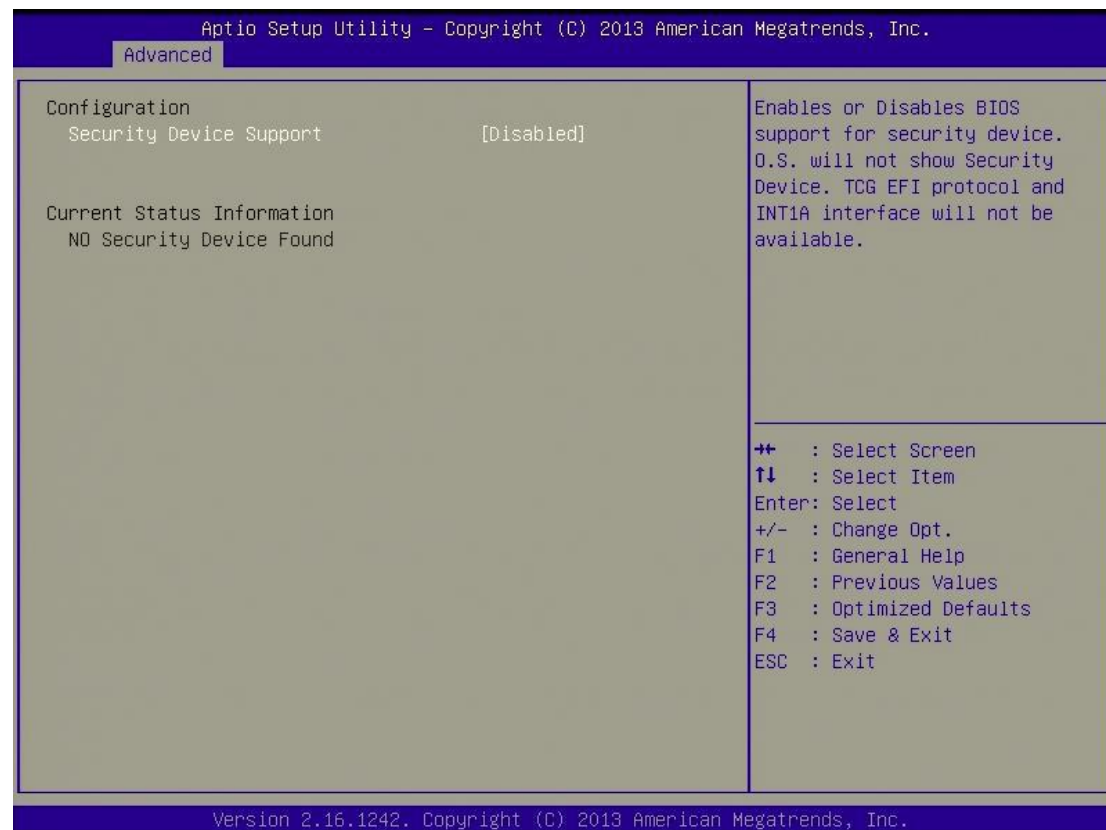 Aptio Setup Utility – Copyright (C) 2013 American Megatrends, Inc.
Advanced
Configuration
Security Device Support [Disabled]
Current Status Information
NO Security Device Found
Enables or Disables BIOS
support for security device.
O.S. will not show Security
Device. TCG EFI protocol and
INT1A interface will not be
available.
→← : Select Screen
↑↓ : Select Item
Enter: Select
+/- : Change Opt.
F1 : General Help
F2 : Previous Values
F3 : Optimized Defaults
F4 : Save & Exit
ESC : Exit
Version 2.16.1242. Copyright (C) 2013 American Megatrends, Inc.